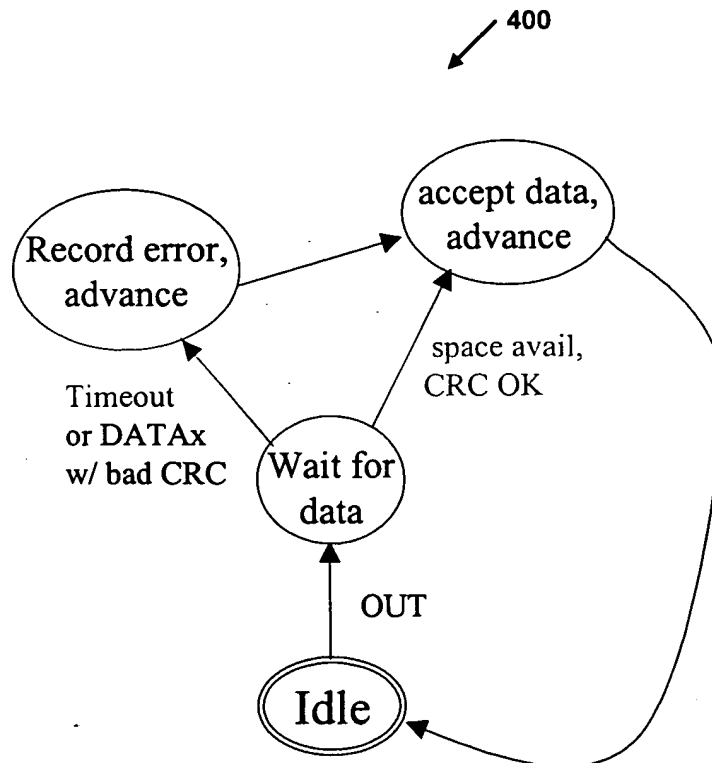 400
accept data,
advance
Record error,
advance
space avail,
CRC OK
Timeout
or DATAx
w/ bad CRC
Wait for
data
OUT
Idle